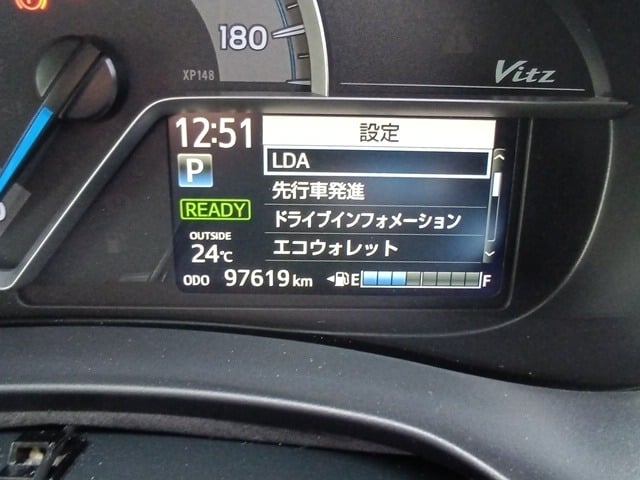 180
XP148
Vitz
12:51
設定
P
LDA
先行車発進
READY
ドライブインフォメーション
OUTSIDE
24℃
エコウォレット
ODO 97619 km
E F